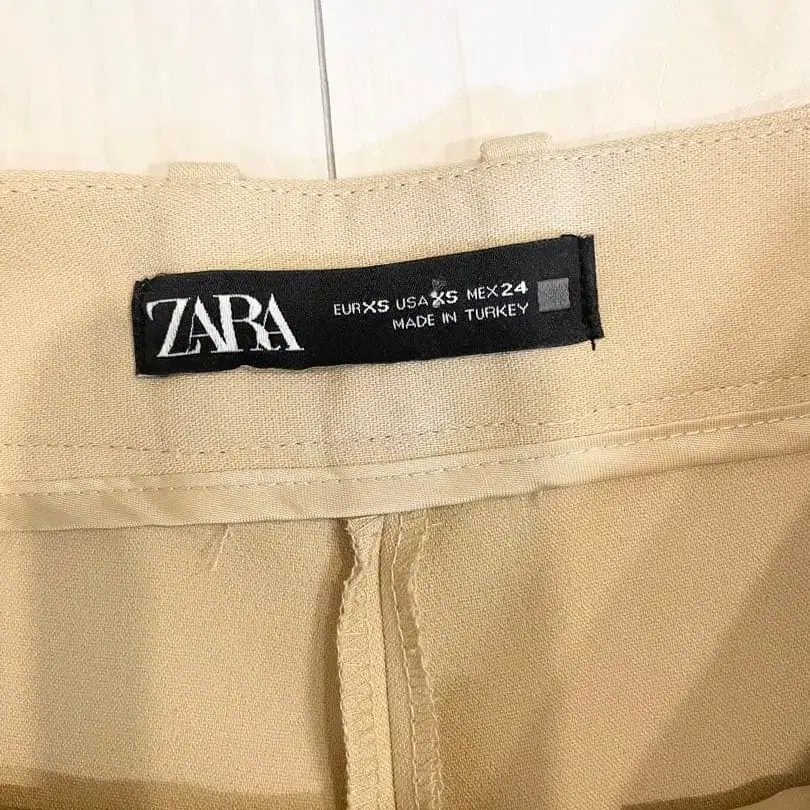 ZARA
EUR XS USA XS MEX 24
MADE IN TURKEY